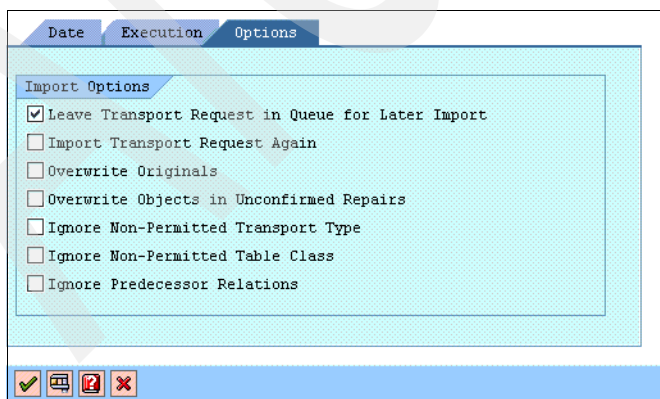 Date Execution Options
Import Options
Leave Transport Request in Queue for Later Import
Import Transport Request Again
Overwrite Originals
Overwrite Objects in Unconfirmed Repairs
Ignore Non-Permitted Transport Type
Ignore Non-Permitted Table Class
Ignore Predecessor Relations